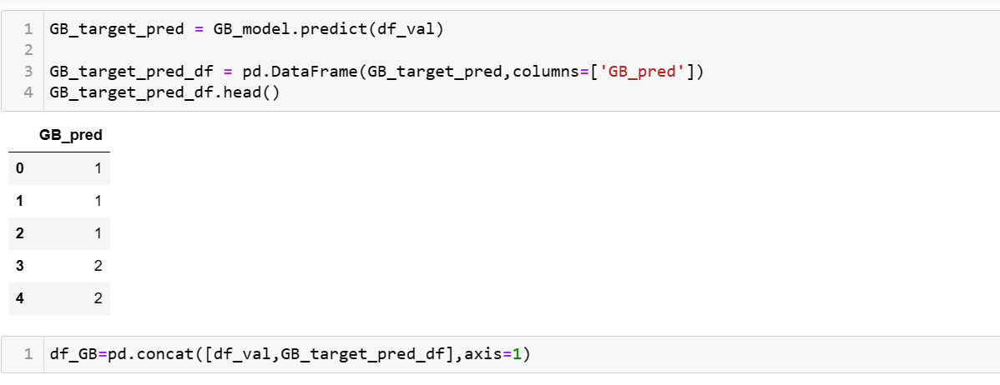 1 GB_target_pred = GB_model.predict(df_val)
2
3 GB_target_pred_df = pd.DataFrame(GB_target_pred,columns=['GB_pred'])
4 GB_target_pred_df.head()
GB_pred
0 1
1 1
2 1
3 2
4 2
1 df_GB=pd.concat([df_val,GB_target_pred_df],axis=1)